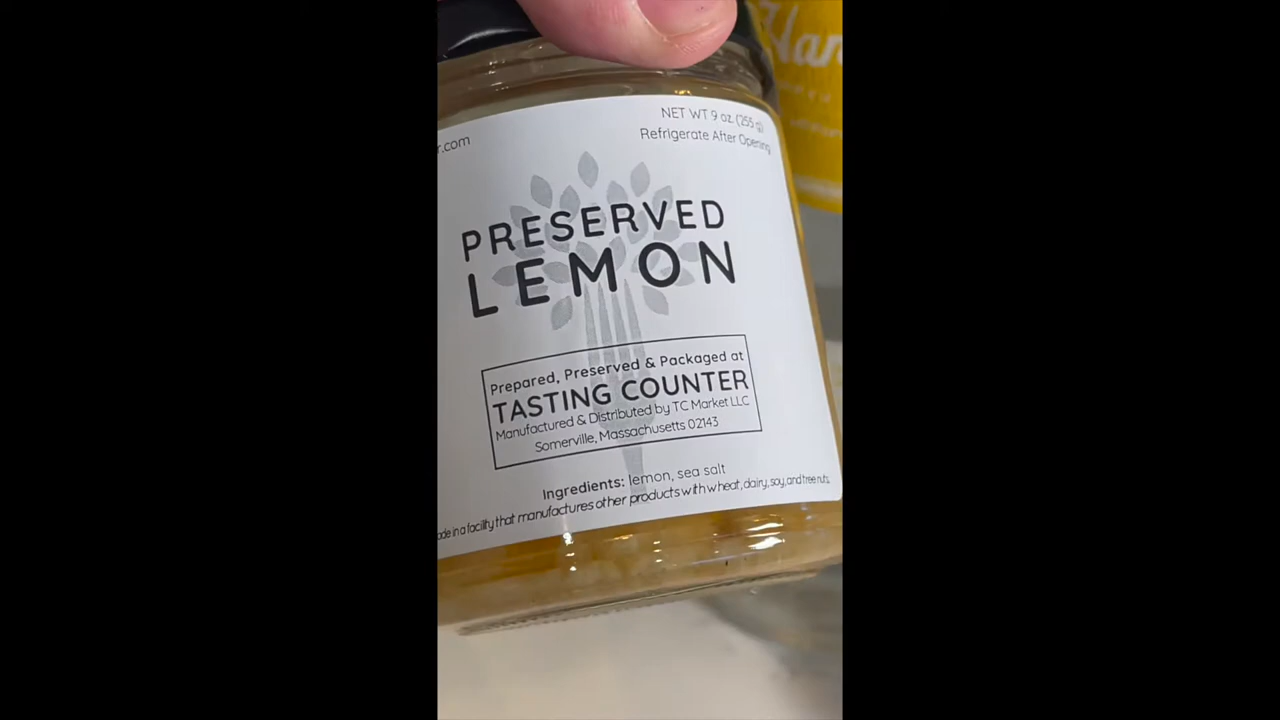 NET WT 9 oz. (255 g)
r.com
Refrigerate After Opening
PRESERVED
LEMON
Prepared, Preserved & Packaged at
TASTING COUNTER
Manufactured & Distributed by TC Market LLC
Somerville, Massachusetts 02143
Ingredients: lemon, sea salt
ade in a facility that manufactures other products with wheat, dairy, soy, and tree nuts.
Han